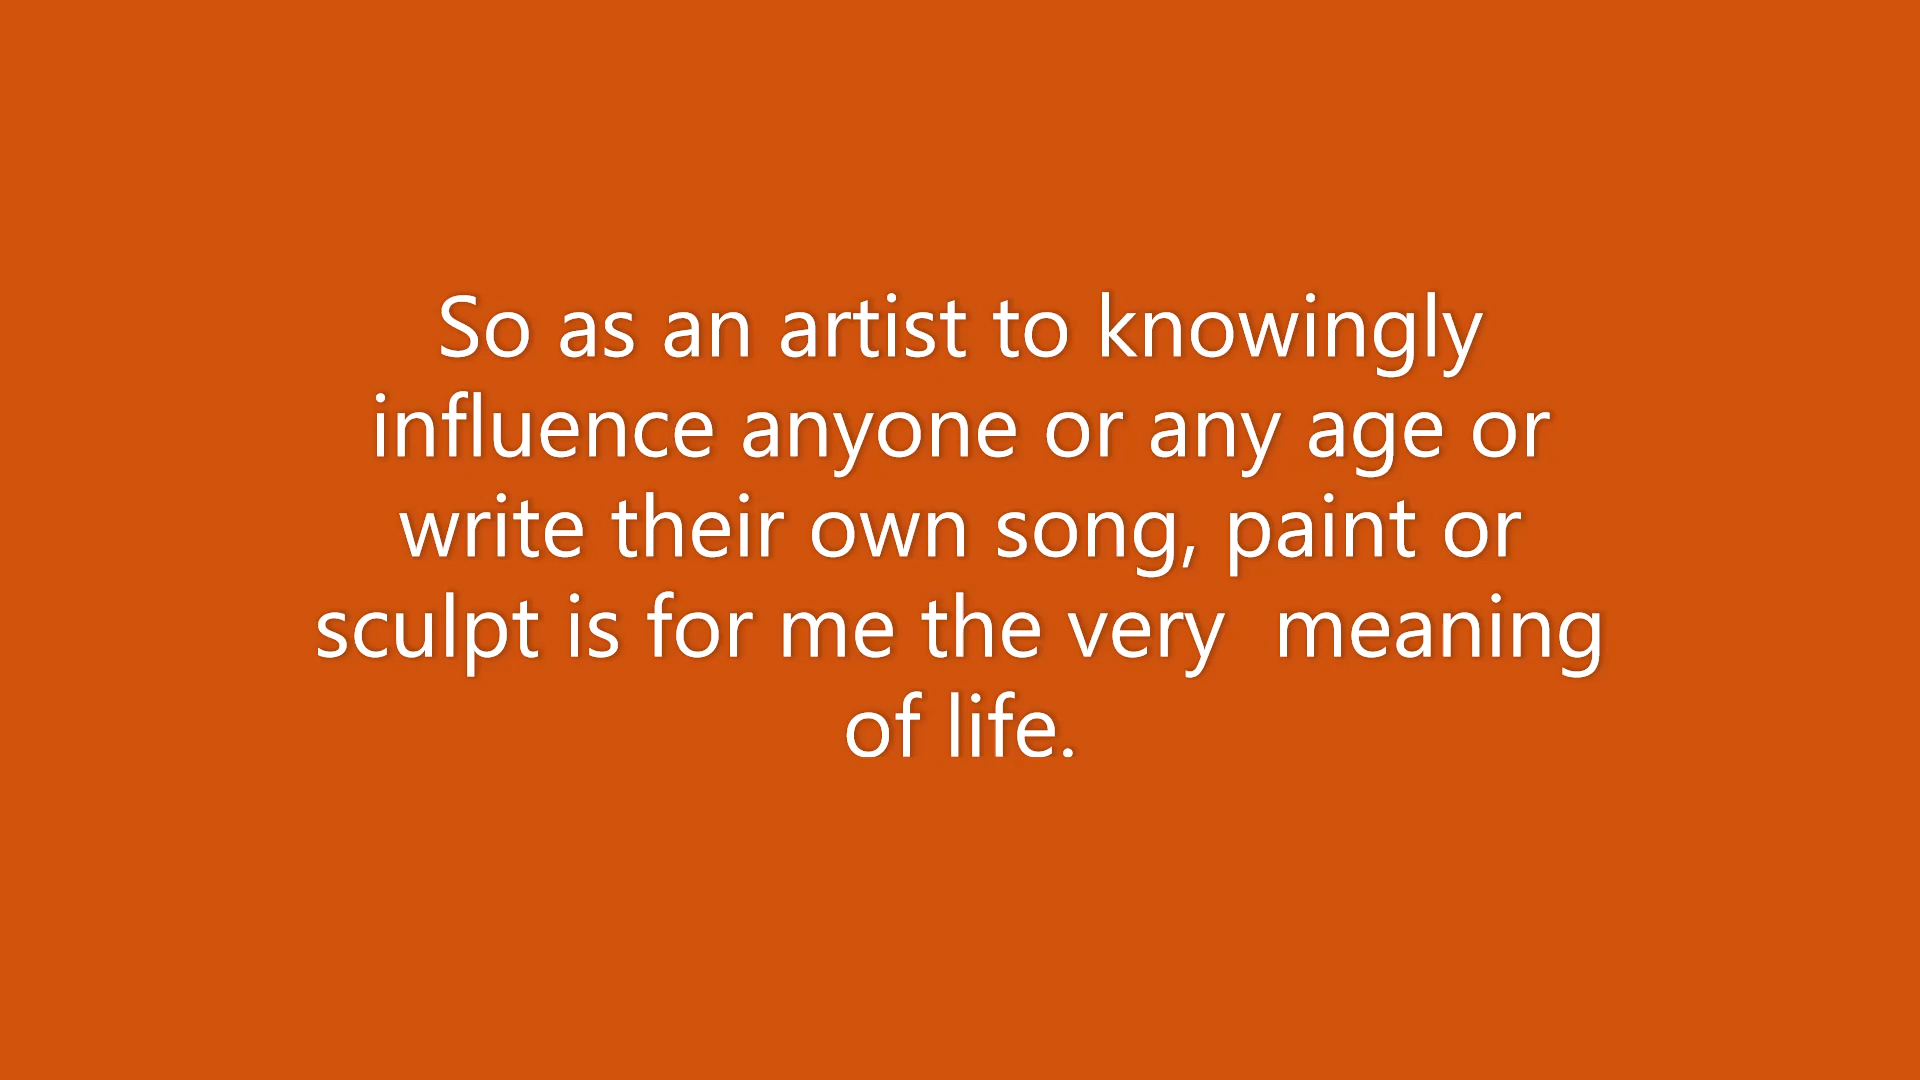 So as an artist to knowingly
influence anyone or any age or
write their own song, paint or
sculpt is for me the very  meaning
of life.